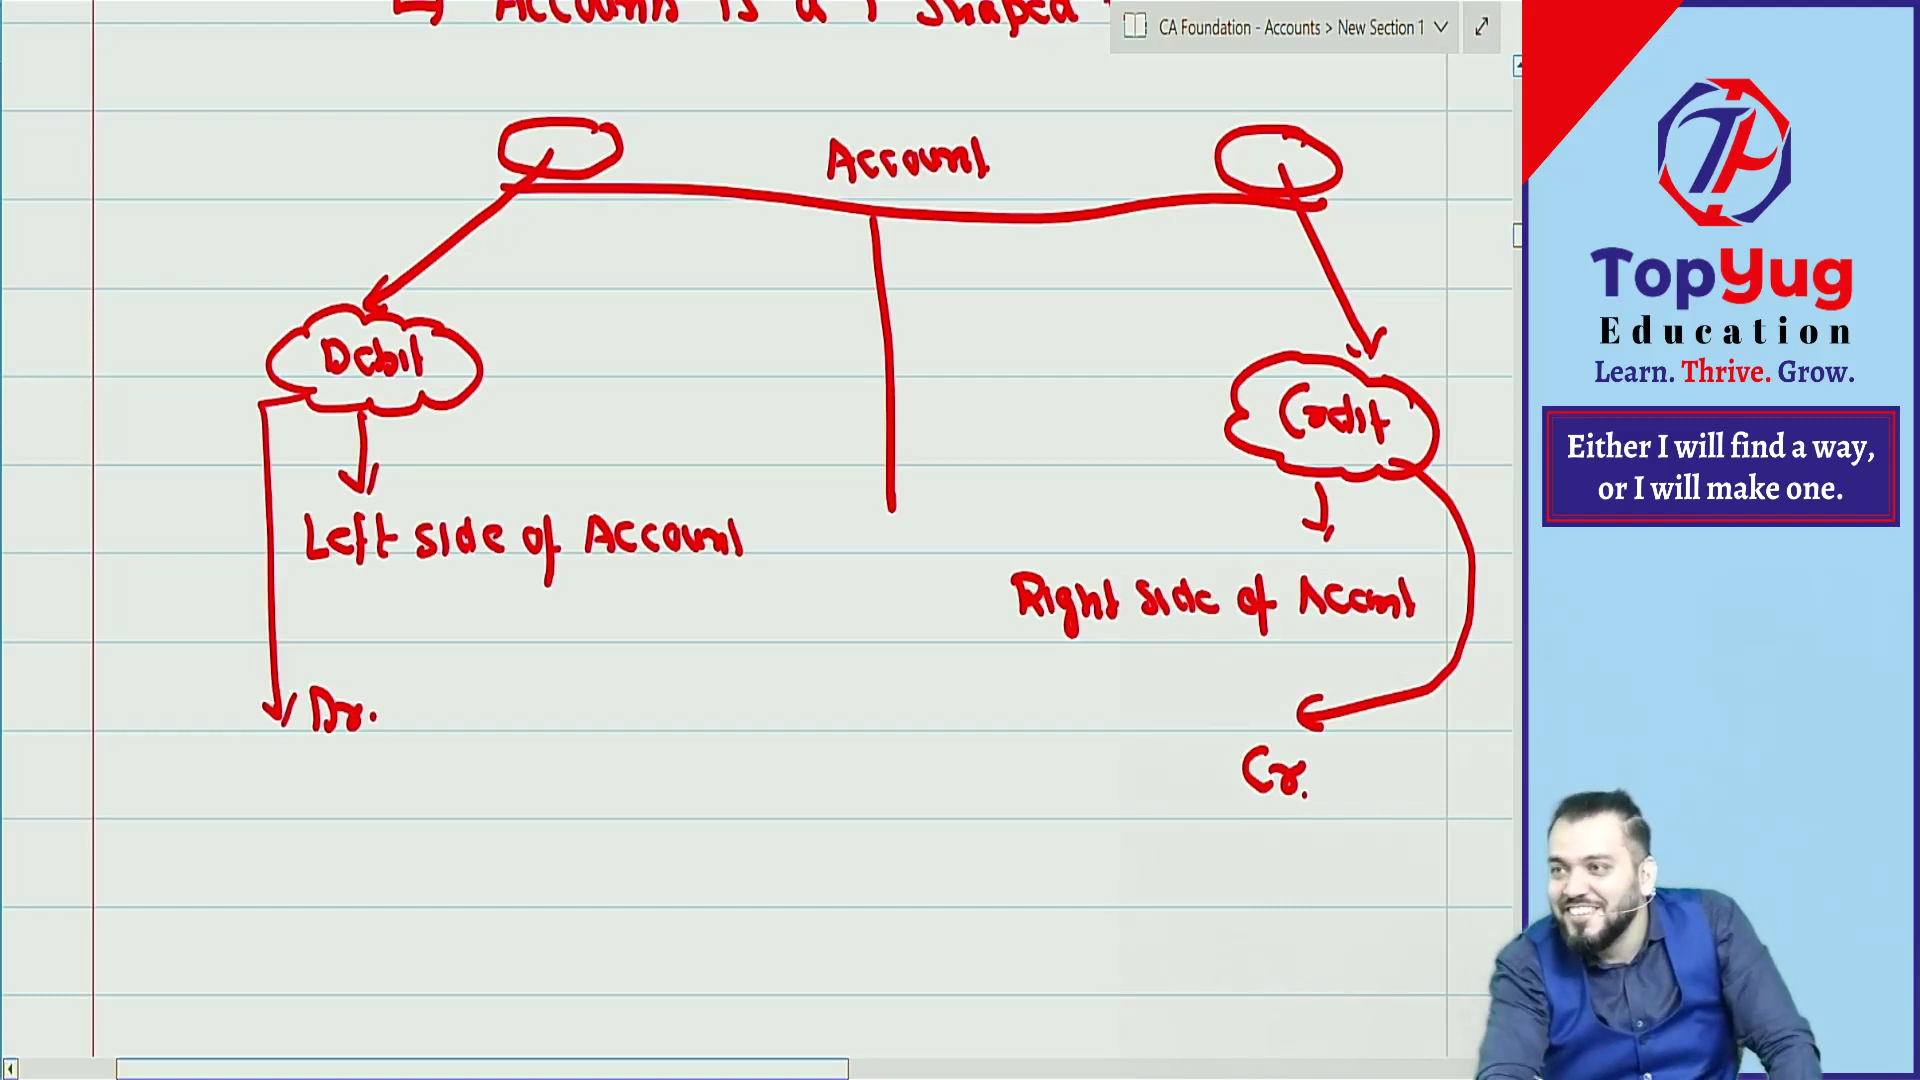 Accounts is a T shaped
CA Foundation - Accounts > New Section 1
Account
Debit
Credit
Left side of Account
Right side of Accont
Dr.
Cr.
TopYug
Education
Learn. Thrive. Grow.
Either I will find a way,
or I will make one.